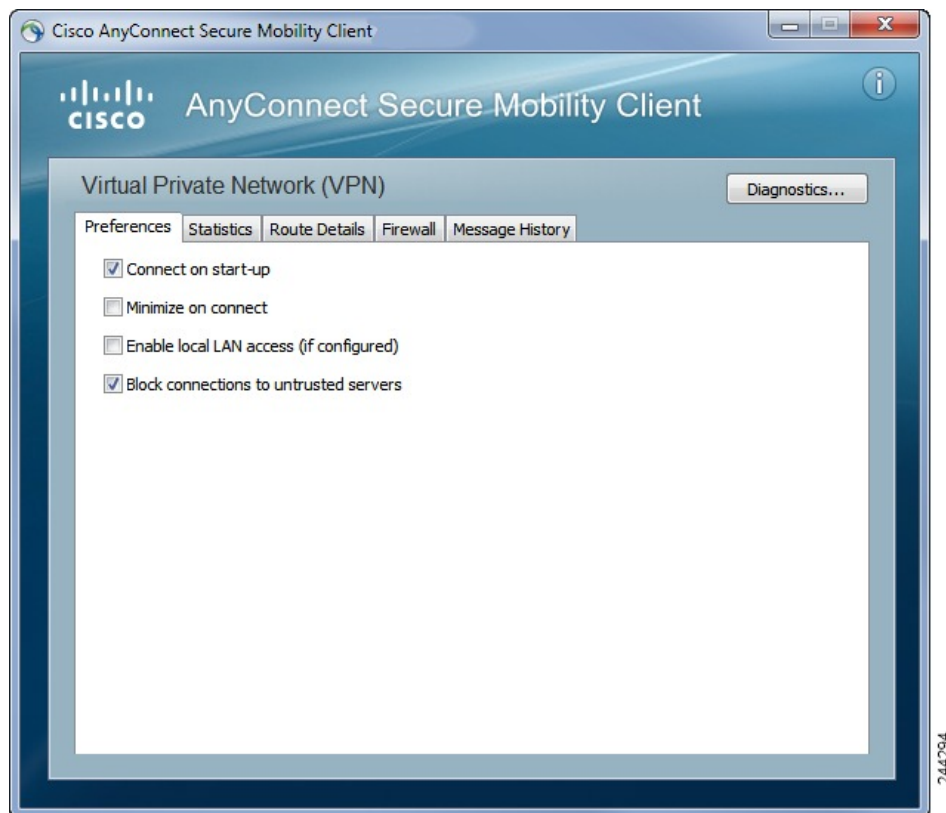 Cisco AnyConnect Secure Mobility Client
CISCO
AnyConnect Secure Mobility Client
Virtual Private Network (VPN)
Diagnostics...
Preferences Statistics Route Details Firewall Message History
Connect on start-up
Minimize on connect
Enable local LAN access (if configured)
Block connections to untrusted servers
244294